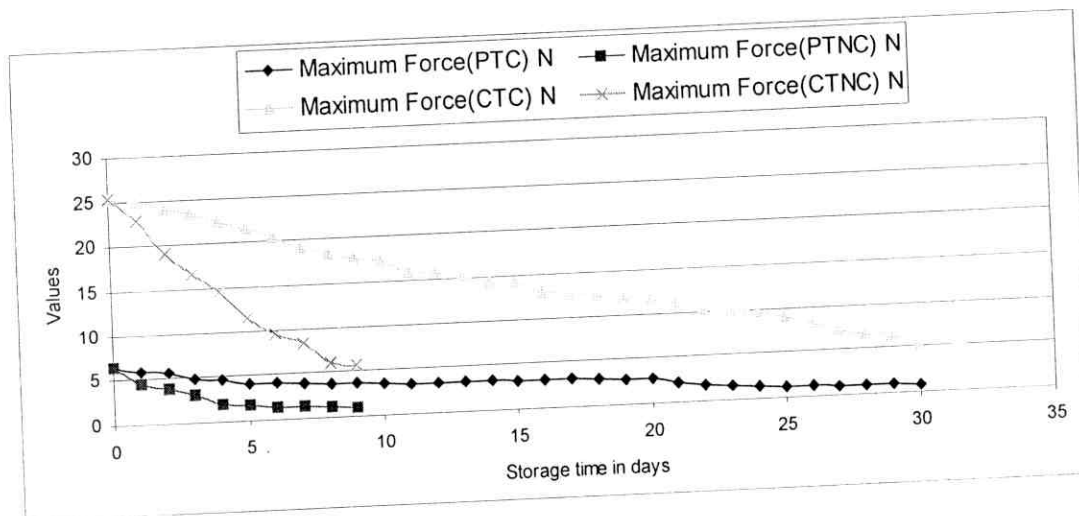 Maximum Force(PTC) N Maximum Force(PTNC) N
Maximum Force(CTC) N Maximum Force(CTNC) N
30
25
20
15
10
5
0
Values
0 5 10 15 20 25 30 35
Storage time in days